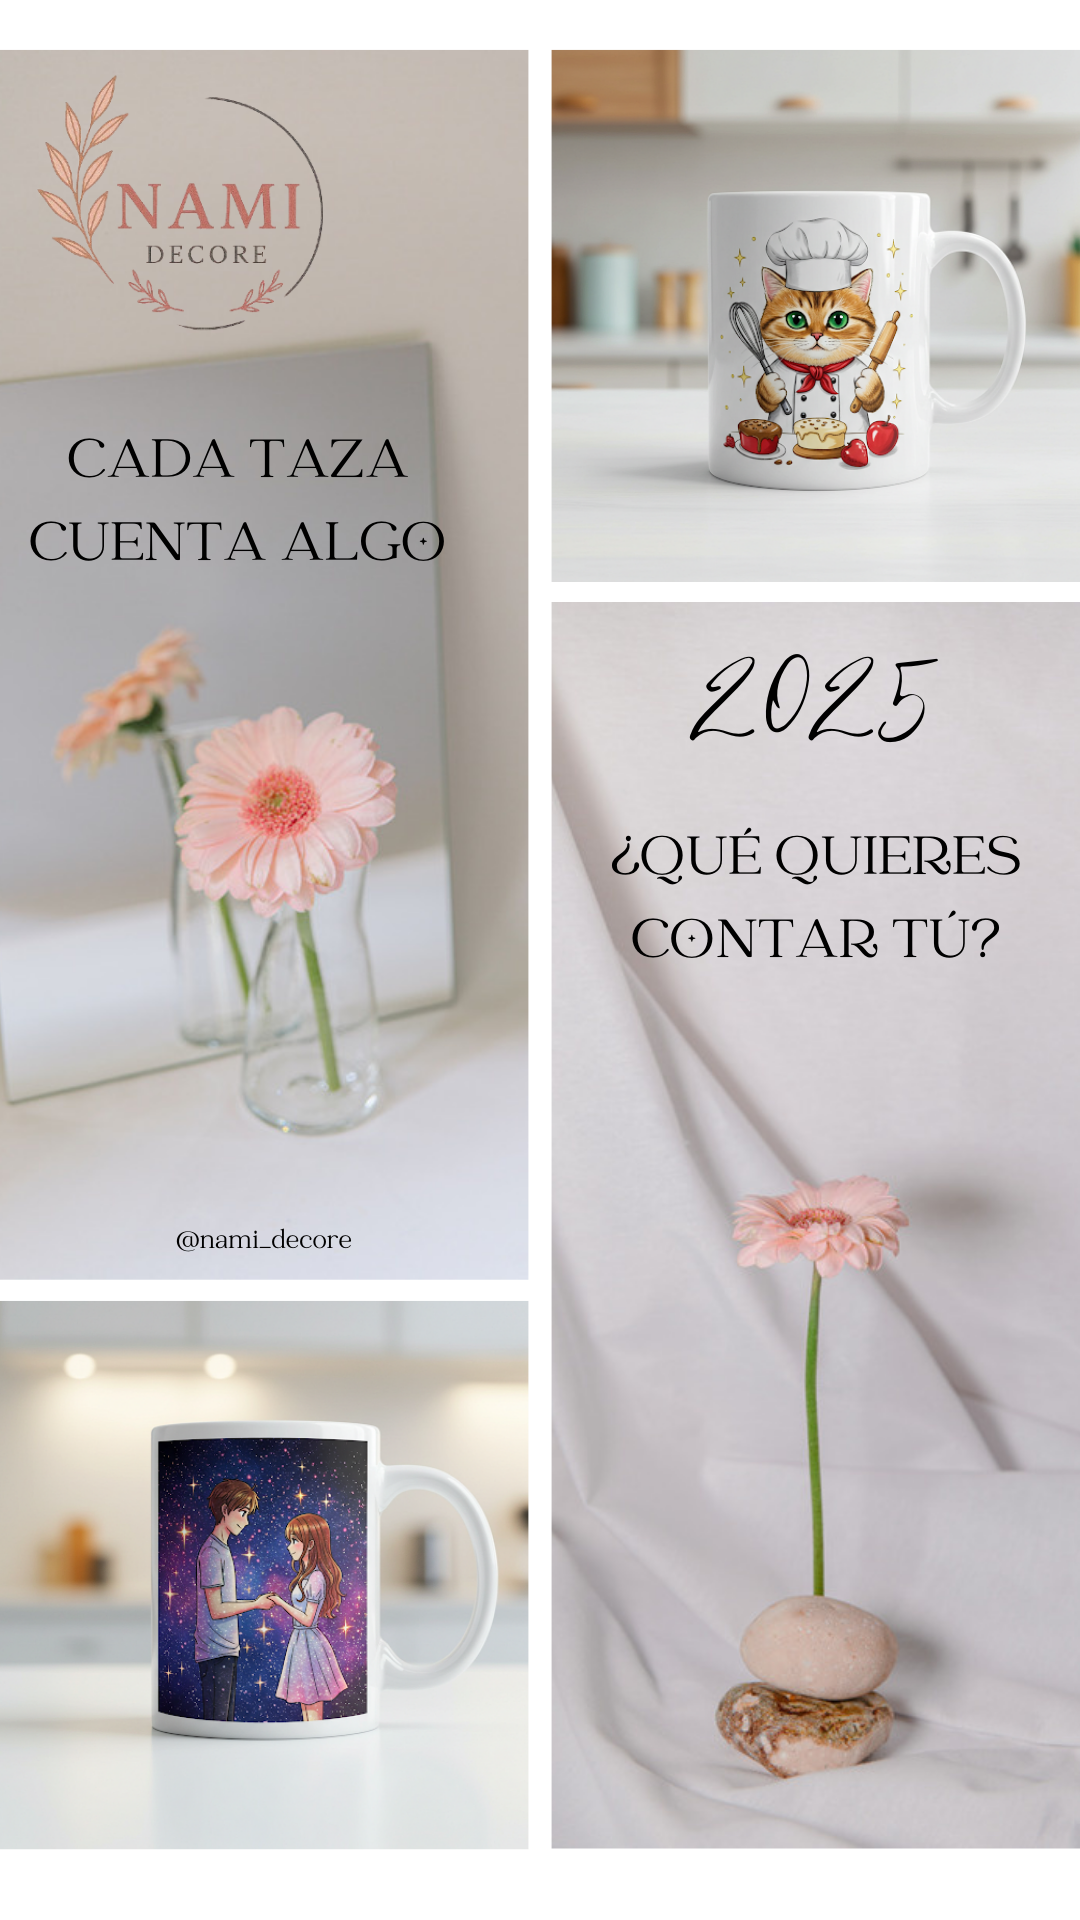 NAMI
DECORE
CADA TAZA
CUENTA ALGO
@nami_decore
2025
¿QUÉ QUIERES
CONTAR TÚ?